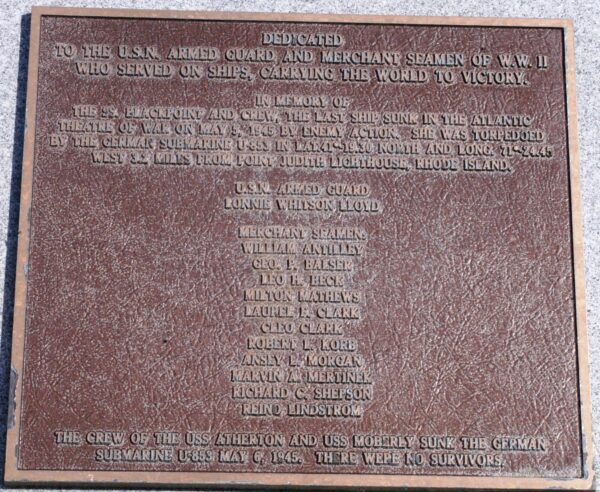 DEDICATED
TO THE U.S.N. ARMED GUARD AND MERCHANT SEAMEN OF W.W. II
WHO SERVED ON SHIPS, CARRYING THE WORLD TO VICTORY.
IN MEMORY OF
THE SS. BLACKPOINT AND CREW, THE LAST SHIP SUNK IN THE ATLANTIC
THEATRE OF WAR ON MAY 5, 1945 BY ENEMY ACTION. SHE WAS TORPEDOED
BY THE GERMAN SUBMARINE U-853 IN LAT.41°-18.30 NORTH AND LONG. 71°-24.45
WEST 3.2 MILES FROM POINT JUDITH LIGHTHOUSE, RHODE ISLAND.
U.S.N. ARMED GUARD
LONNIE WHITSON LLOYD
MERCHANT SEAMEN.
WILLIAM ANTILLEY
GEO. P. BALSER
LEO H. BECK
MILTON MATHEWS
LAUREL F. CLARK
CLEO CLARK
ROBERT L. KORB
ANSEY L. MORGAN
MARVIN A. MERTINEK
RICHARD C. SHEPSON
REINO LINDSTROM
THE CREW OF THE USS ATHERTON AND USS MOBERLY SUNK THE GERMAN
SUBMARINE U-853 MAY 6, 1945. THERE WERE NO SURVIVORS.